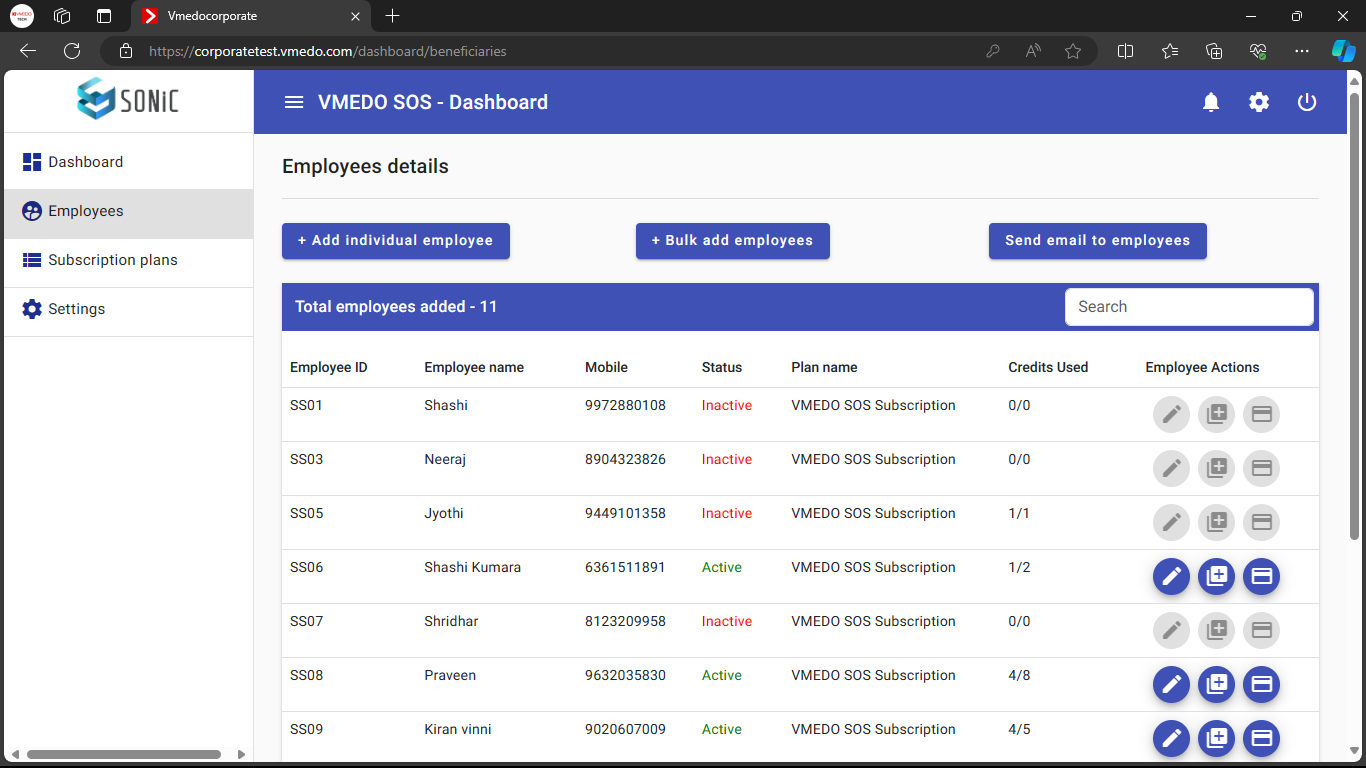 Vmedocorporate
https://corporatetest.vmedo.com/dashboard/beneficiaries
SONiC
VMEDO SOS - Dashboard
Dashboard
Employees
Subscription plans
Settings
Employees details
+ Add individual employee + Bulk add employees Send email to employees
Total employees added - 11 Search
Employee ID Employee name Mobile Status Plan name Credits Used Employee Actions
SS01 Shashi 9972880108 Inactive VMEDO SOS Subscription 0/0
SS03 Neeraj 8904323826 Inactive VMEDO SOS Subscription 0/0
SS05 Jyothi 9449101358 Inactive VMEDO SOS Subscription 1/1
SS06 Shashi Kumara 6361511891 Active VMEDO SOS Subscription 1/2
SS07 Shridhar 8123209958 Inactive VMEDO SOS Subscription 0/0
SS08 Praveen 9632035830 Active VMEDO SOS Subscription 4/8
SS09 Kiran vinni 9020607009 Active VMEDO SOS Subscription 4/5